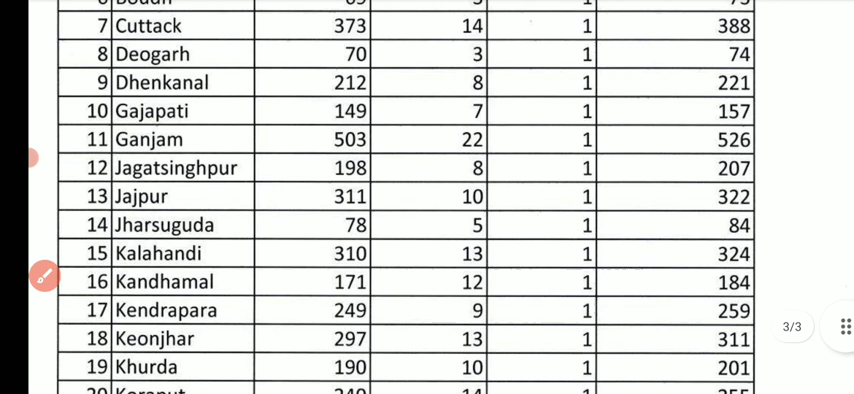 7 Cuttack 373 14 1 388
8 Deogarh 70 3 1 74
9 Dhenkanal 212 8 1 221
10 Gajapati 149 7 1 157
11 Ganjam 503 22 1 526
12 Jagatsinghpur 198 8 1 207
13 Jajpur 311 10 1 322
14 Jharsuguda 78 5 1 84
15 Kalahandi 310 13 1 324
16 Kandhamal 171 12 1 184
17 Kendrapara 249 9 1 259
18 Keonjhar 297 13 1 311
19 Khurda 190 10 1 201
3/3